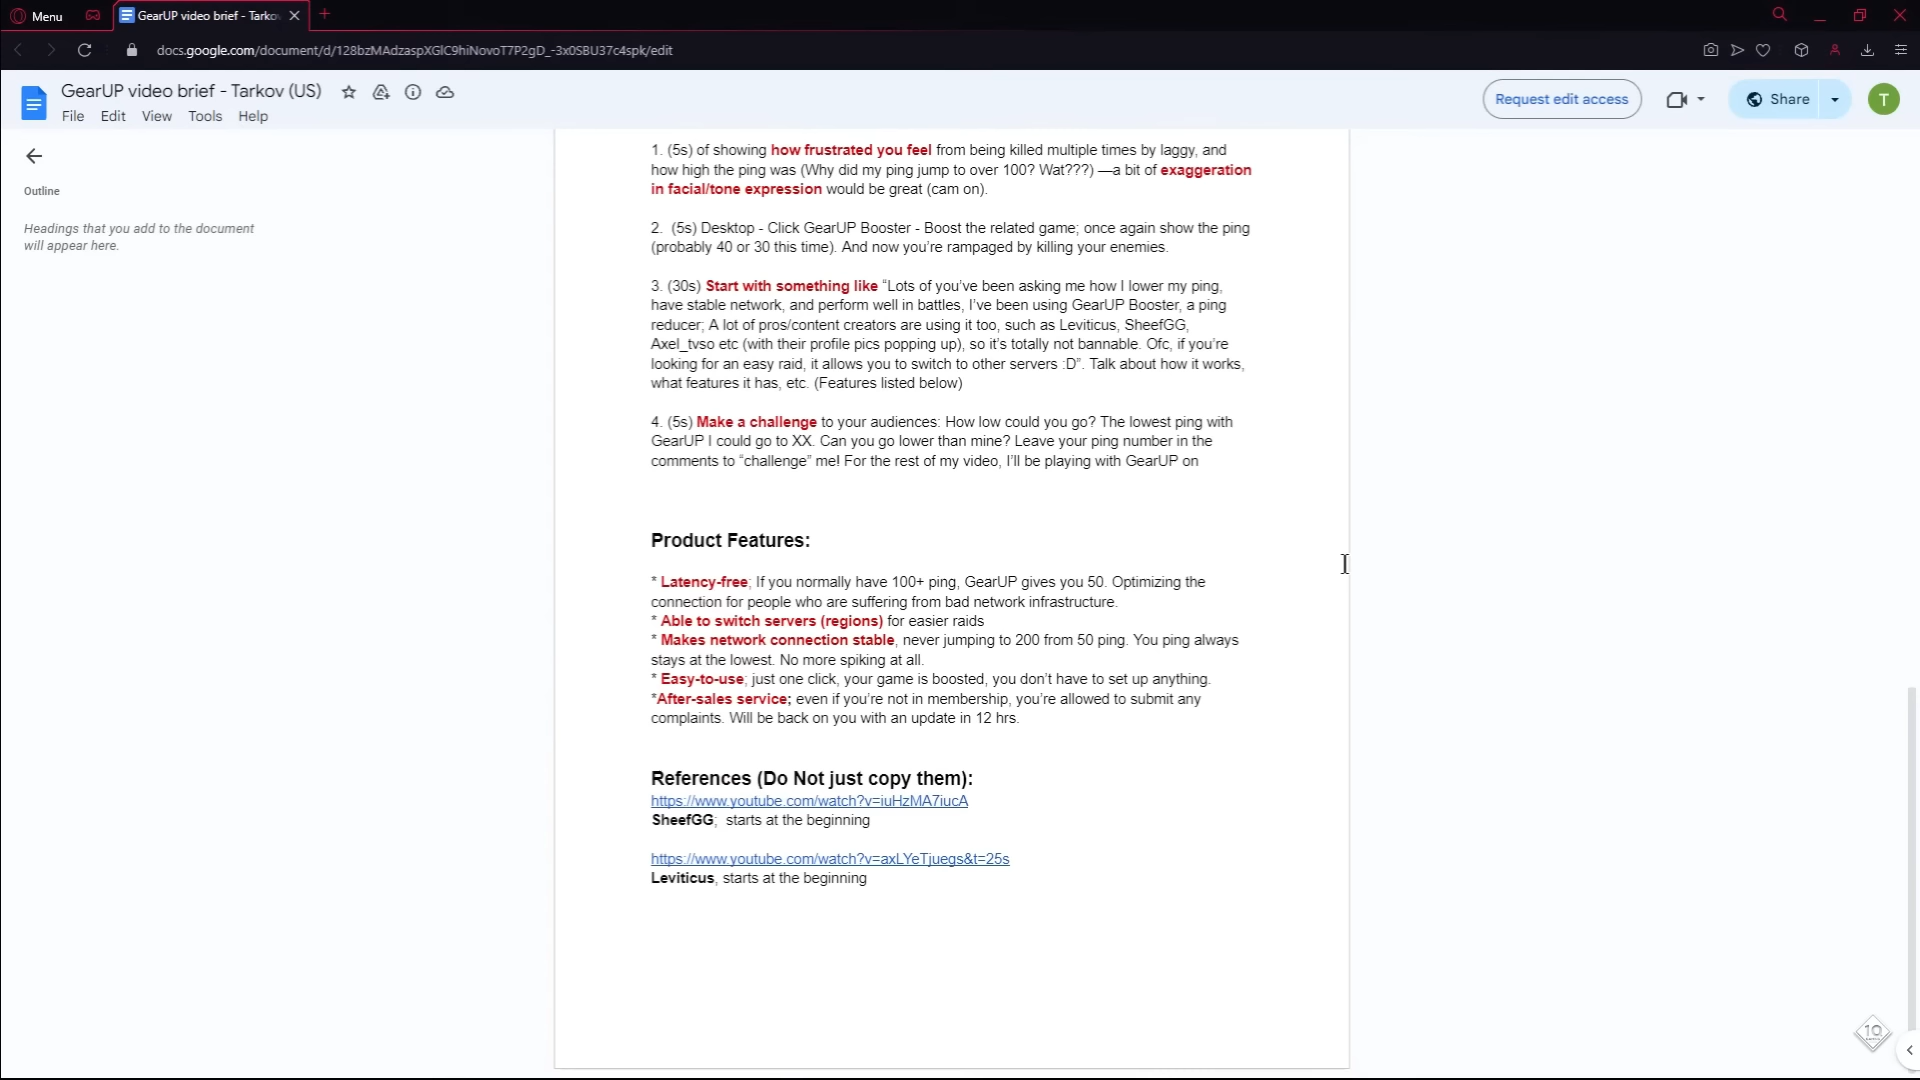 Menu
GearUP video brief - Tarko
docs.google.com/document/d/128bzMAdzaspXGlC9hiNovoT7P2gD_-3x0SBU37c4spk/edit
GearUP video brief - Tarkov (US)
File Edit View Tools Help
Request edit access
Share
T
Outline
Headings that you add to the document
will appear here.
1. (5s) of showing how frustrated you feel from being killed multiple times by laggy, and
how high the ping was (Why did my ping jump to over 100? Wat???) —a bit of exaggeration
in facial/tone expression would be great (cam on).
2. (5s) Desktop - Click GearUP Booster - Boost the related game; once again show the ping
(probably 40 or 30 this time). And now you’re rampaged by killing your enemies.
3. (30s) Start with something like “Lots of you’ve been asking me how I lower my ping,
have stable network, and perform well in battles, I’ve been using GearUP Booster, a ping
reducer; A lot of pros/content creators are using it too, such as Leviticus, SheefGG,
Axel_tvso etc (with their profile pics popping up), so it’s totally not bannable. Ofc, if you’re
looking for an easy raid, it allows you to switch to other servers :D”. Talk about how it works,
what features it has, etc. (Features listed below)
4. (5s) Make a challenge to your audiences: How low could you go? The lowest ping with
GearUP I could go to XX. Can you go lower than mine? Leave your ping number in the
comments to “challenge” me! For the rest of my video, I’ll be playing with GearUP on
Product Features:
* Latency-free; If you normally have 100+ ping, GearUP gives you 50. Optimizing the
connection for people who are suffering from bad network infrastructure.
* Able to switch servers (regions) for easier raids
* Makes network connection stable, never jumping to 200 from 50 ping. You ping always
stays at the lowest. No more spiking at all.
* Easy-to-use; just one click, your game is boosted, you don’t have to set up anything.
*After-sales service; even if you’re not in membership, you’re allowed to submit any
complaints. Will be back on you with an update in 12 hrs.
References (Do Not just copy them):
https://www.youtube.com/watch?v=iuHzMA7iucA
SheefGG; starts at the beginning
https://www.youtube.com/watch?v=axLYeTjuegs&t=25s
Leviticus, starts at the beginning